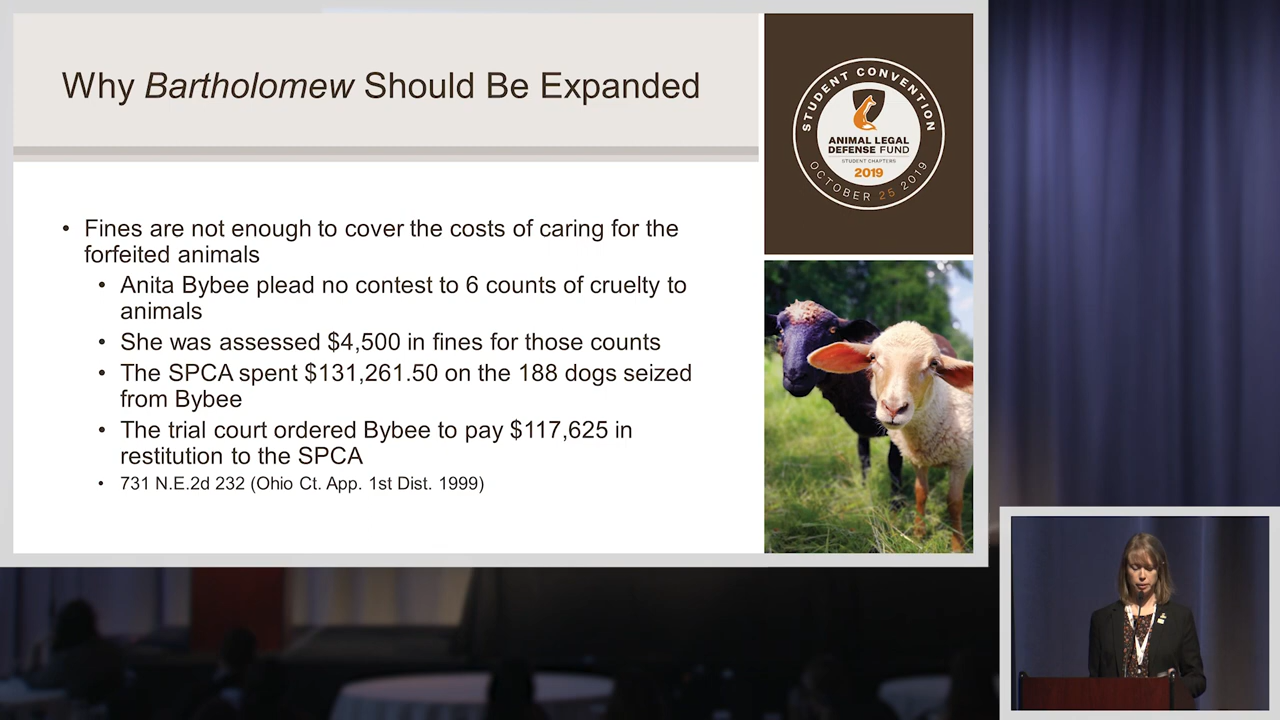 Why Bartholomew Should Be Expanded
• Fines are not enough to cover the costs of caring for the
forfeited animals
• Anita Bybee plead no contest to 6 counts of cruelty to
animals
• She was assessed $4,500 in fines for those counts
• The SPCA spent $131,261.50 on the 188 dogs seized
from Bybee
• The trial court ordered Bybee to pay $117,625 in
restitution to the SPCA
• 731 N.E.2d 232 (Ohio Ct. App. 1st Dist. 1999)
STUDENT CONVENTION
ANIMAL LEGAL
DEFENSE FUND
STUDENT CHAPTERS
2019
OCTOBER 25 2019